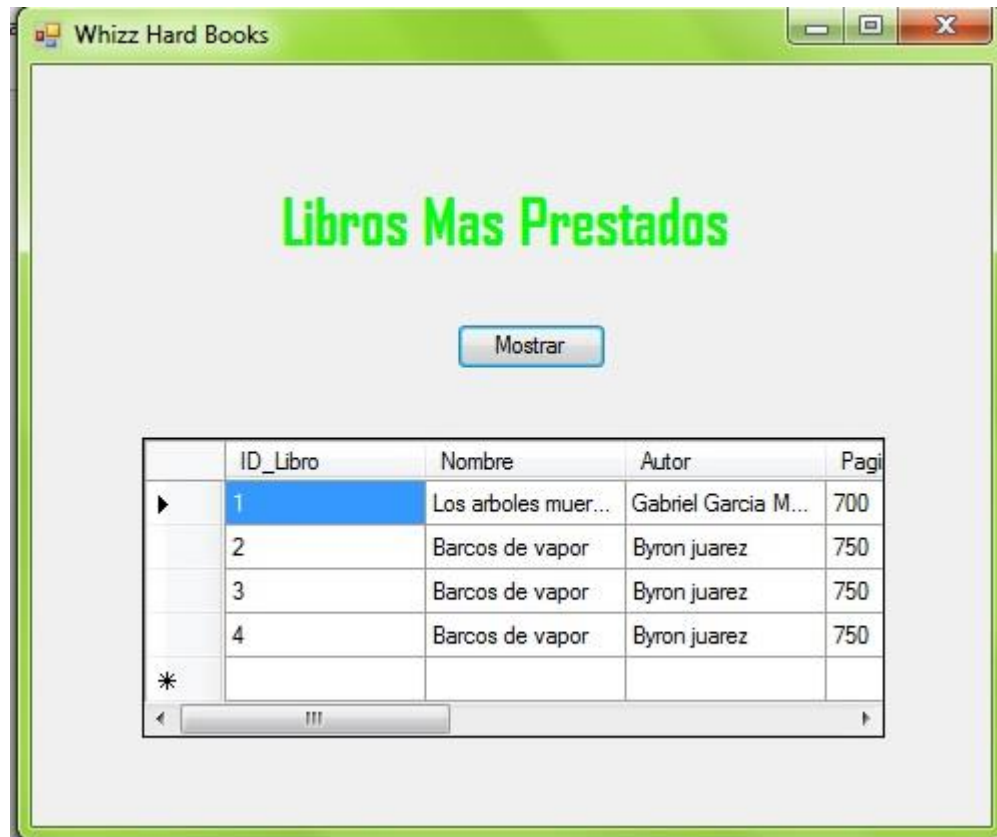 Whizz Hard Books
Libros Mas Prestados
Mostrar
ID_Libro Nombre Autor Pagi
1 Los arboles muer... Gabriel Garcia M... 700
2 Barcos de vapor Byron juarez 750
3 Barcos de vapor Byron juarez 750
4 Barcos de vapor Byron juarez 750